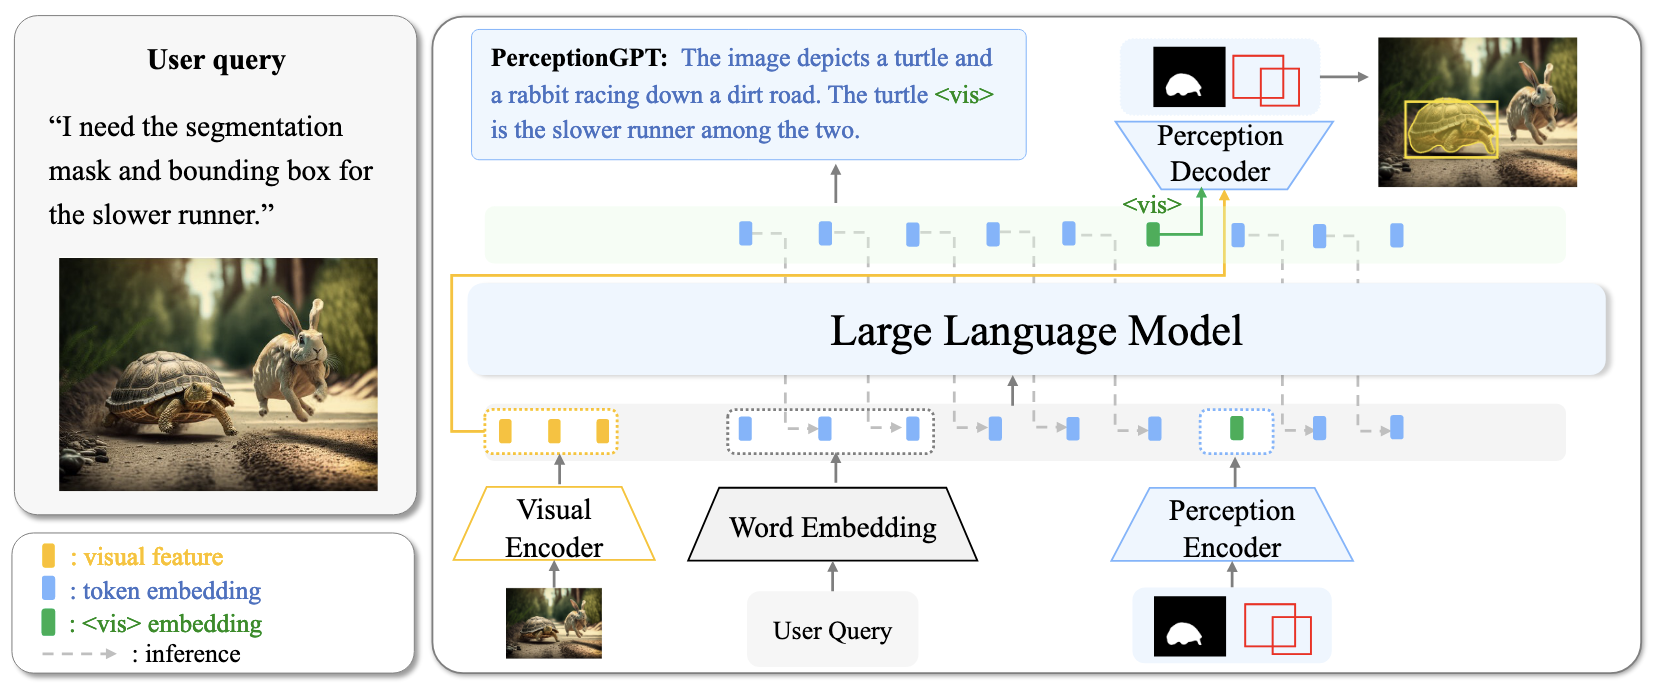 User query
“I need the segmentation
mask and bounding box for
the slower runner.”
: visual feature
: token embedding
: <vis> embedding
: inference
PerceptionGPT: The image depicts a turtle and
a rabbit racing down a dirt road. The turtle <vis>
is the slower runner among the two.
Perception
Decoder
<vis>
Large Language Model
Visual
Encoder
Word Embedding
Perception
Encoder
User Query